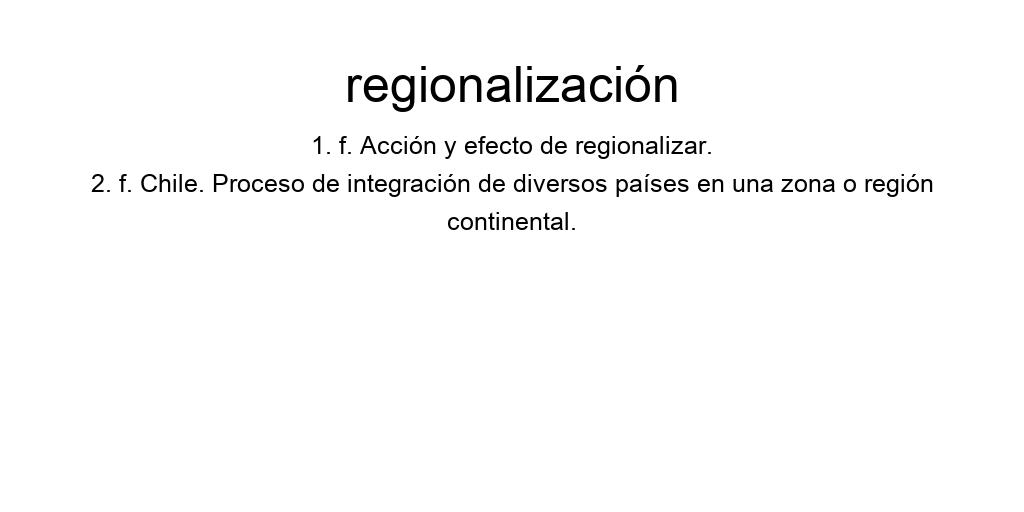 regionalización
1. f. Acción y efecto de regionalizar.
2. f. Chile. Proceso de integración de diversos países en una zona o región
continental.